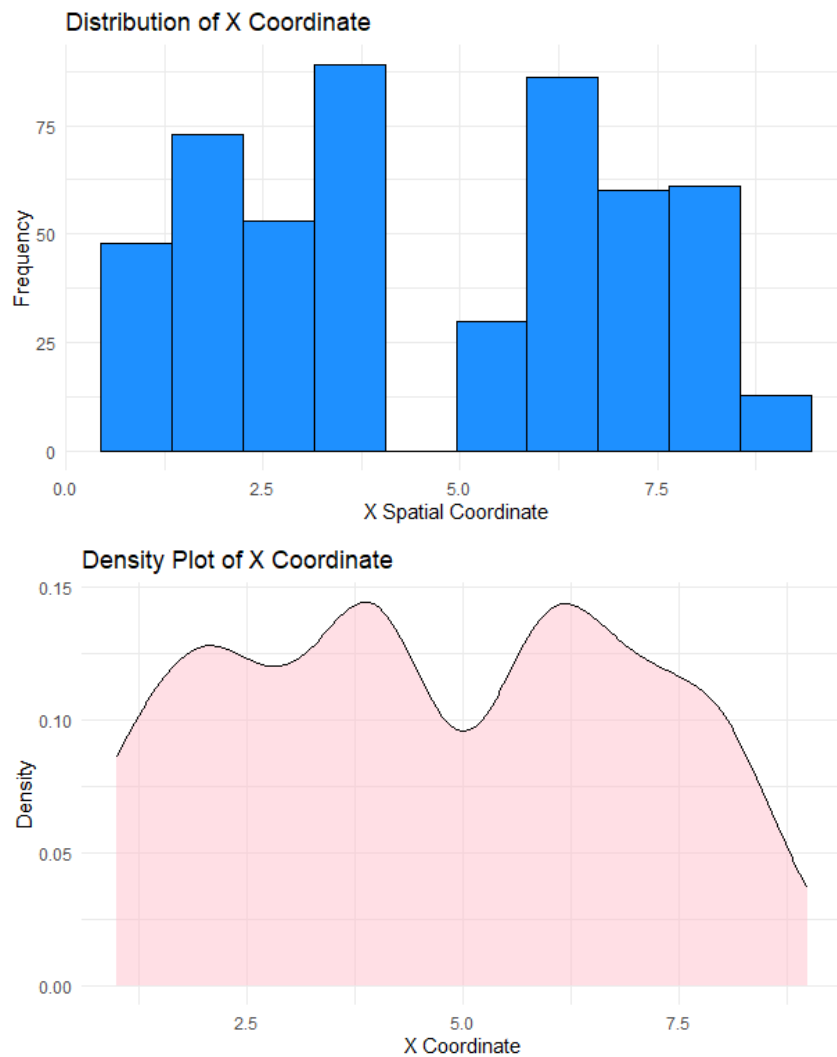 Distribution of X Coordinate
75
50
25
0
Frequency
0.0 2.5 5.0 7.5
X Spatial Coordinate
Density Plot of X Coordinate
0.15
0.10
0.05
0.00
Density
2.5 5.0 7.5
X Coordinate